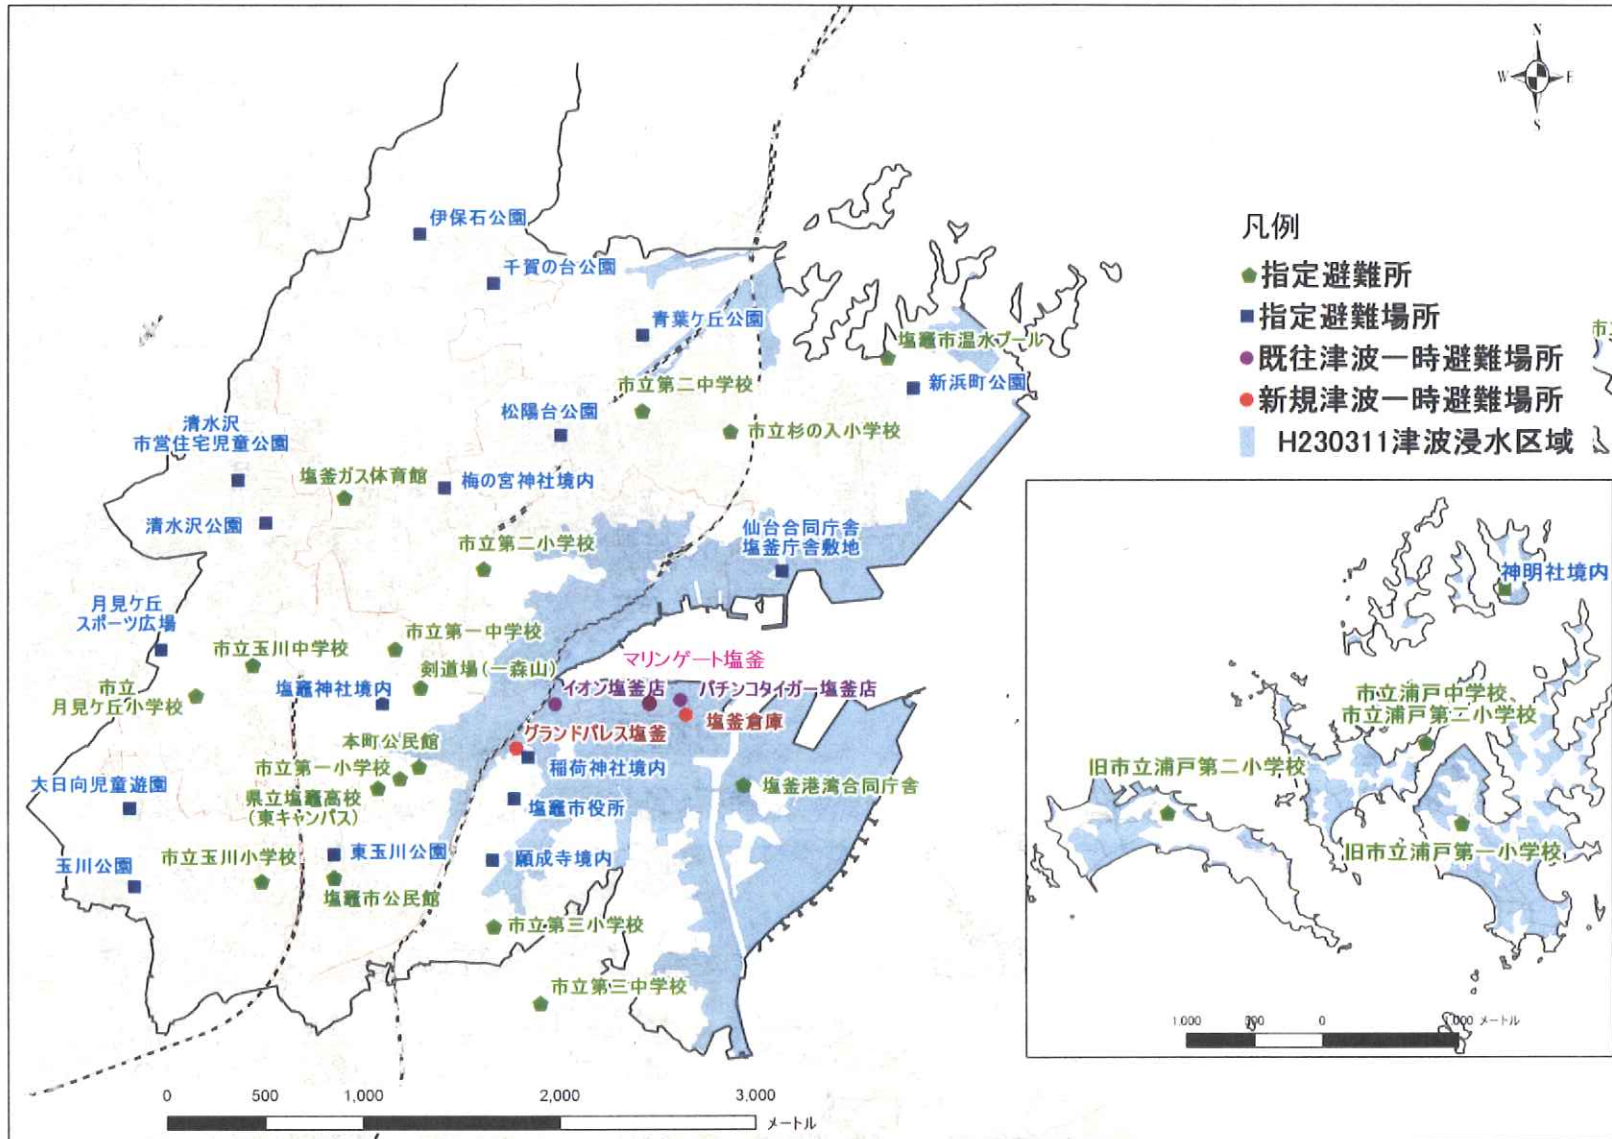 N
W E
S
伊保石公園
千賀の台公園
青葉ケ丘公園
市立第二中学校
塩竈市温水プール
新浜町公園
松陽台公園
市立杉の入小学校
清水沢
市営住宅児童公園
塩釜ガス体育館
梅の宮神社境内
清水沢公園
市立第二小学校
仙台合同庁舎
塩釜庁舎敷地
月見ケ丘
スポーツ広場
市立玉川中学校
市立第一中学校
剣道場(一森山)
市立
月見ケ丘小学校
塩竈神社境内
マリンゲート塩釜
イオン塩釜店
パチンコタイガー塩釜店
塩釜倉庫
グランドパレス塩釜
本町公民館
市立第一小学校
稲荷神社境内
塩釜港湾合同庁舎
大日向児童遊園
県立塩竈高校
(東キャンパス)
塩竈市役所
市立玉川小学校
東玉川公園
願成寺境内
玉川公園
塩竈市公民館
市立第三小学校
市立第三中学校
0 500 1,000 2,000 3,000
メートル
凡例
指定避難所
指定避難場所
既往津波一時避難場所
新規津波一時避難場所
H230311津波浸水区域
神明社境内
市立浦戸中学校、
市立浦戸第二小学校
旧市立浦戸第二小学校
旧市立浦戸第一小学校
1,000 500 0 1,000 メートル